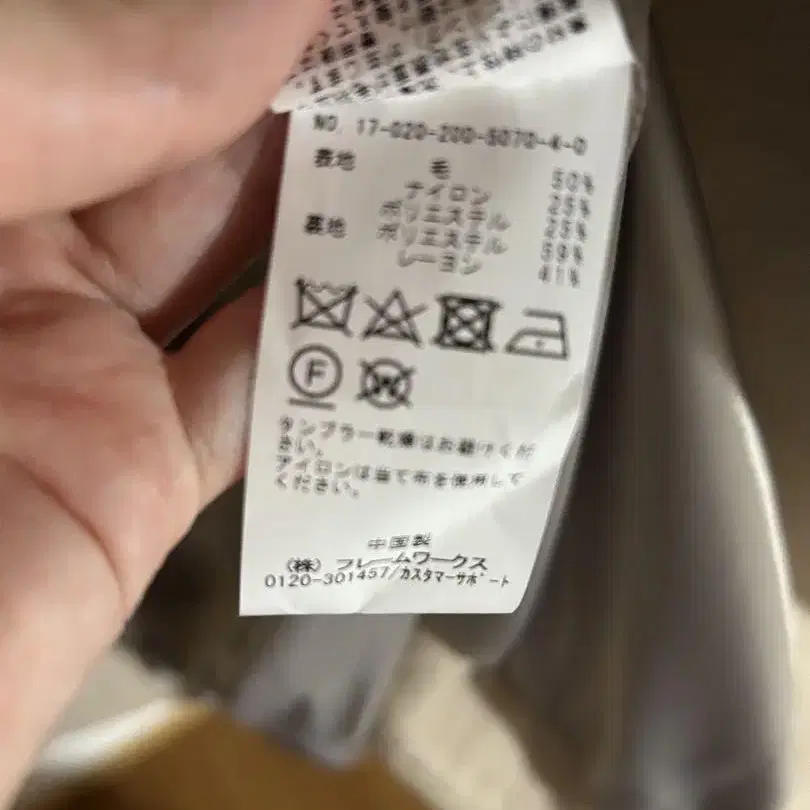 NO. 17-020-200-5070-4-0
表地 毛 50%
ナイロン 25%
ポリエステル 25%
裏地 ポリエステル 59%
レーヨン 41%
F
W
タンブラー乾燥はお避けくだ
さい。
アイロンは当て布を使用して
ください。
中国製
(株) フレームワークス
0120-301457/カスタマーサポート